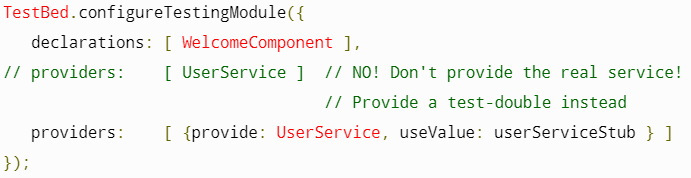 TestBed.configureTestingModule({
   declarations: [ WelcomeComponent ],
// providers:    [ UserService ]  // NO! Don't provide the real service!
                                  // Provide a test-double instead
   providers:    [ {provide: UserService, useValue: userServiceStub } ]
});